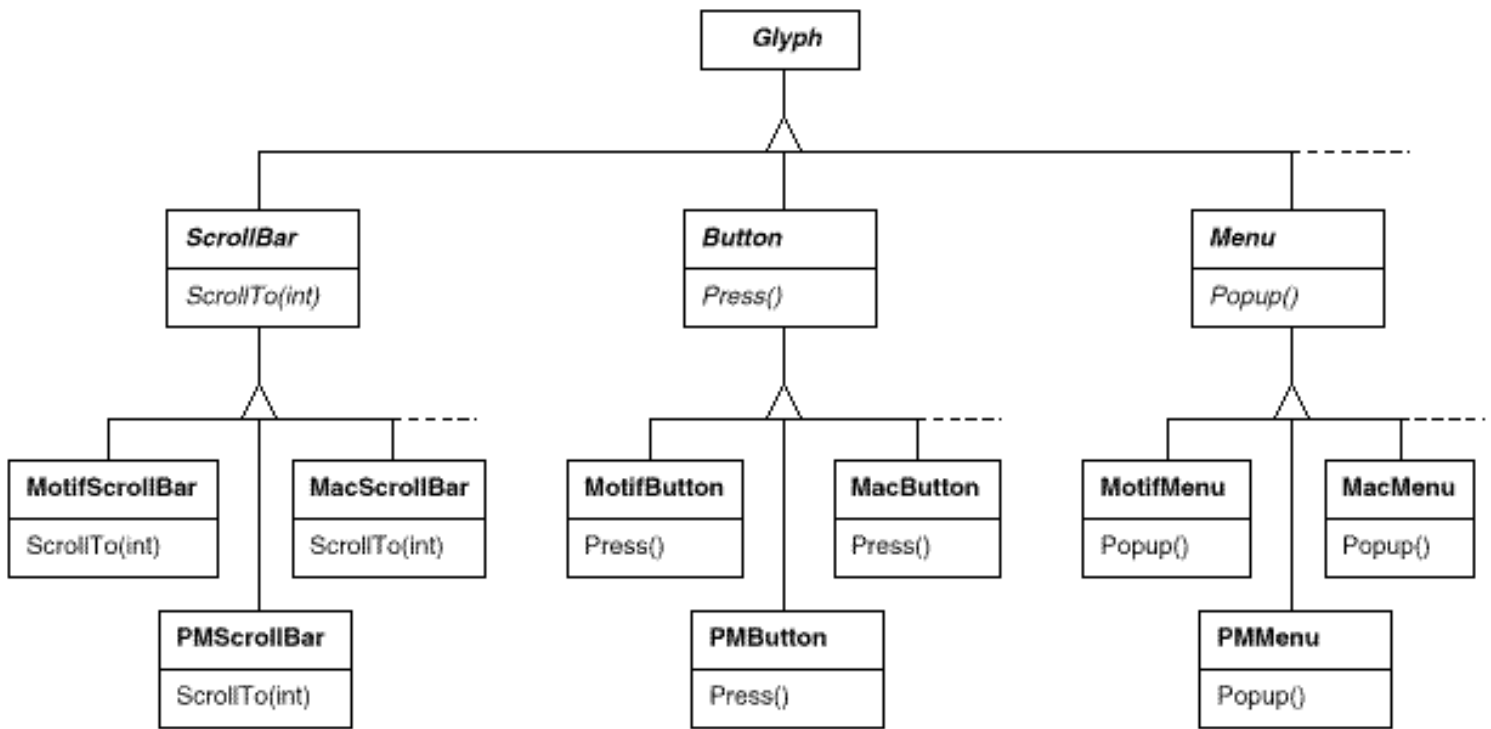 Glyph
ScrollBar
ScrollTo(int)
Button
Press()
Menu
Popup()
MotifScrollBar
ScrollTo(int)
MacScrollBar
ScrollTo(int)
PMScrollBar
ScrollTo(int)
MotifButton
Press()
MacButton
Press()
PMButton
Press()
MotifMenu
Popup()
MacMenu
Popup()
PMMenu
Popup()